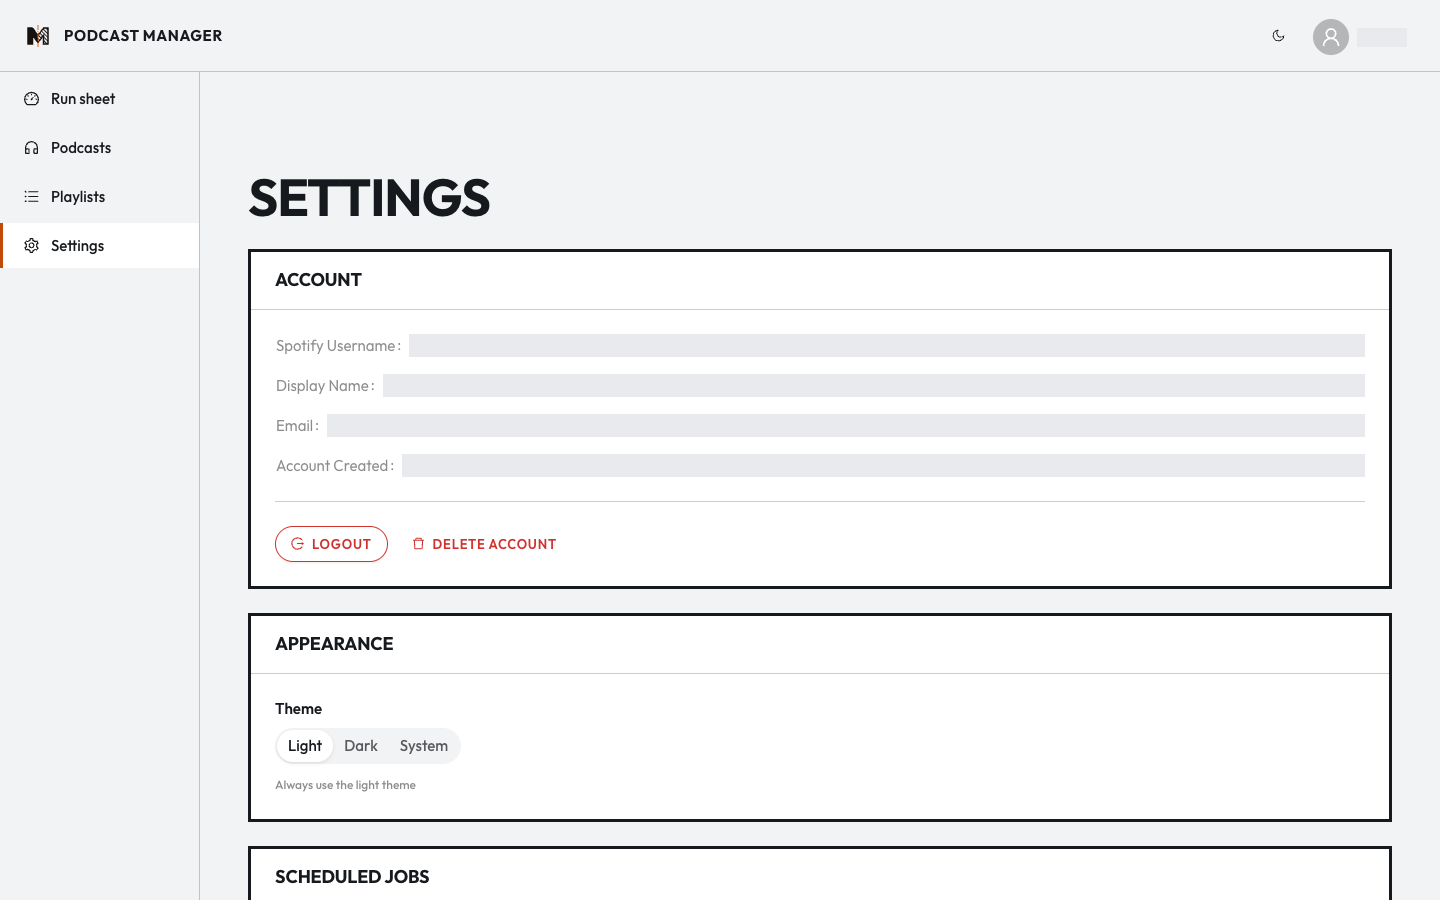 PODCAST MANAGER
Run sheet
Podcasts
Playlists
Settings
SETTINGS
ACCOUNT
Spotify Username :
Display Name :
Email :
Account Created :
LOGOUT DELETE ACCOUNT
APPEARANCE
Theme
Light Dark System
Always use the light theme
SCHEDULED JOBS